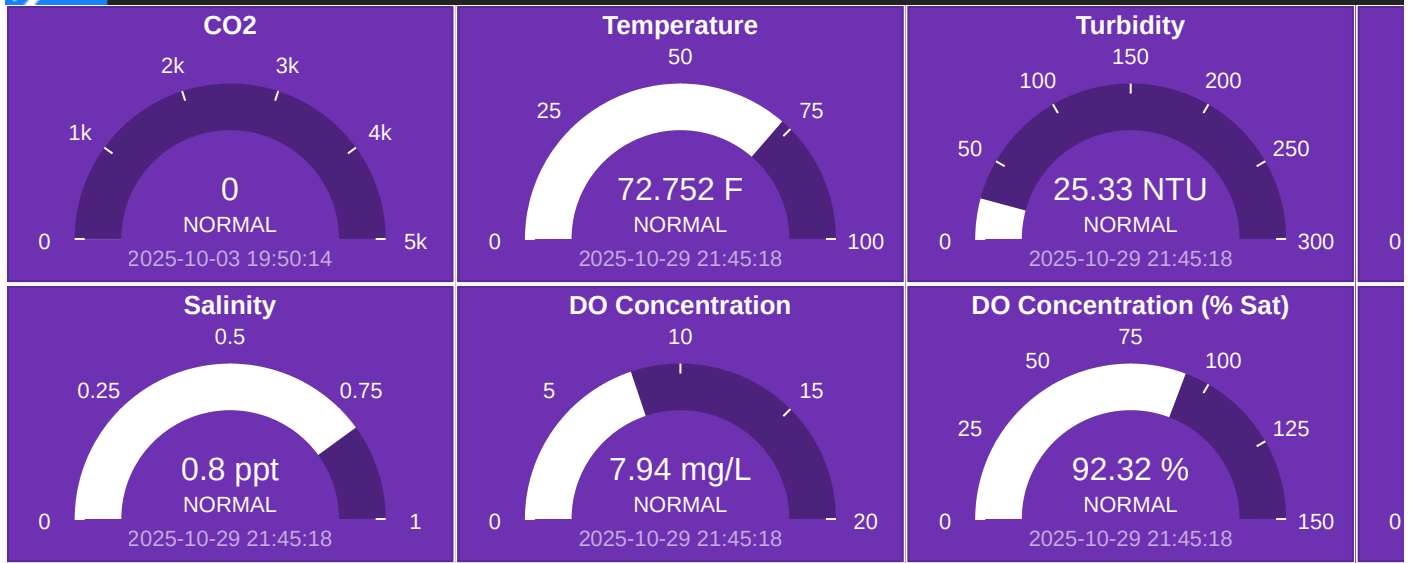 CO2
2k
3k
1k
4k
0
NORMAL
0
5k
2025-10-03 19:50:14
Temperature
50
25
75
72.752 F
NORMAL
0
100
2025-10-29 21:45:18
Turbidity
150
100
200
50
250
25.33 NTU
NORMAL
0
300
2025-10-29 21:45:18
0
Salinity
0.5
0.25
0.75
0.8 ppt
NORMAL
0
1
2025-10-29 21:45:18
DO Concentration
10
5
15
7.94 mg/L
NORMAL
0
20
2025-10-29 21:45:18
DO Concentration (% Sat)
75
50
100
25
125
92.32 %
NORMAL
0
150
2025-10-29 21:45:18
0